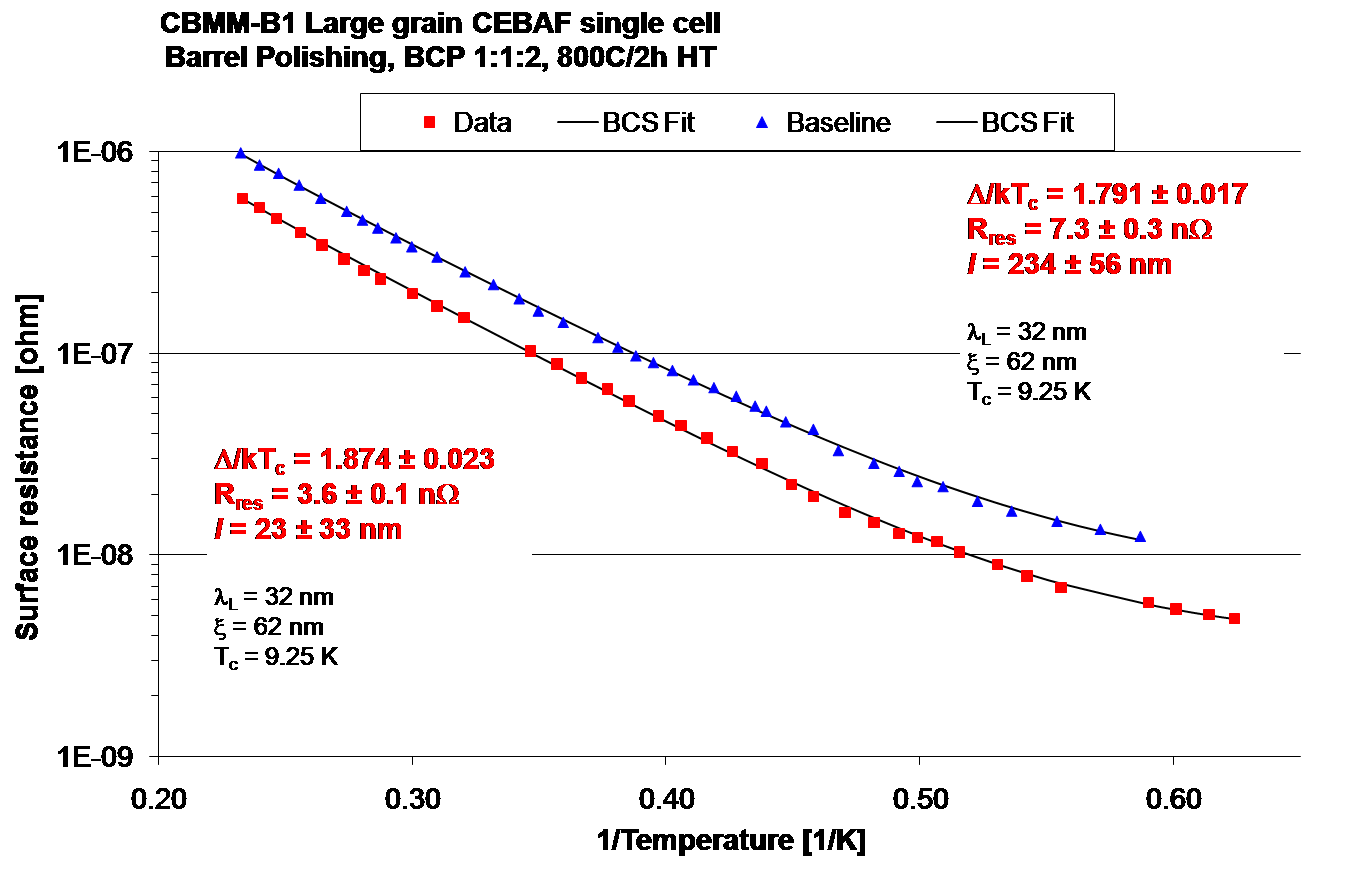 CBMM-B1 Large grain CEBAF single cell
Barrel Polishing, BCP 1:1:2, 800C/2h HT
Data BCS Fit Baseline BCS Fit
1E-06
1E-07
1E-08
1E-09
Surface resistance [ohm]
Δ/kTc = 1.791 ± 0.017
Rres = 7.3 ± 0.3 nΩ
l = 234 ± 56 nm
λL = 32 nm
ξ = 62 nm
Tc = 9.25 K
Δ/kTc = 1.874 ± 0.023
Rres = 3.6 ± 0.1 nΩ
l = 23 ± 33 nm
λL = 32 nm
ξ = 62 nm
Tc = 9.25 K
0.20 0.30 0.40 0.50 0.60
1/Temperature [1/K]